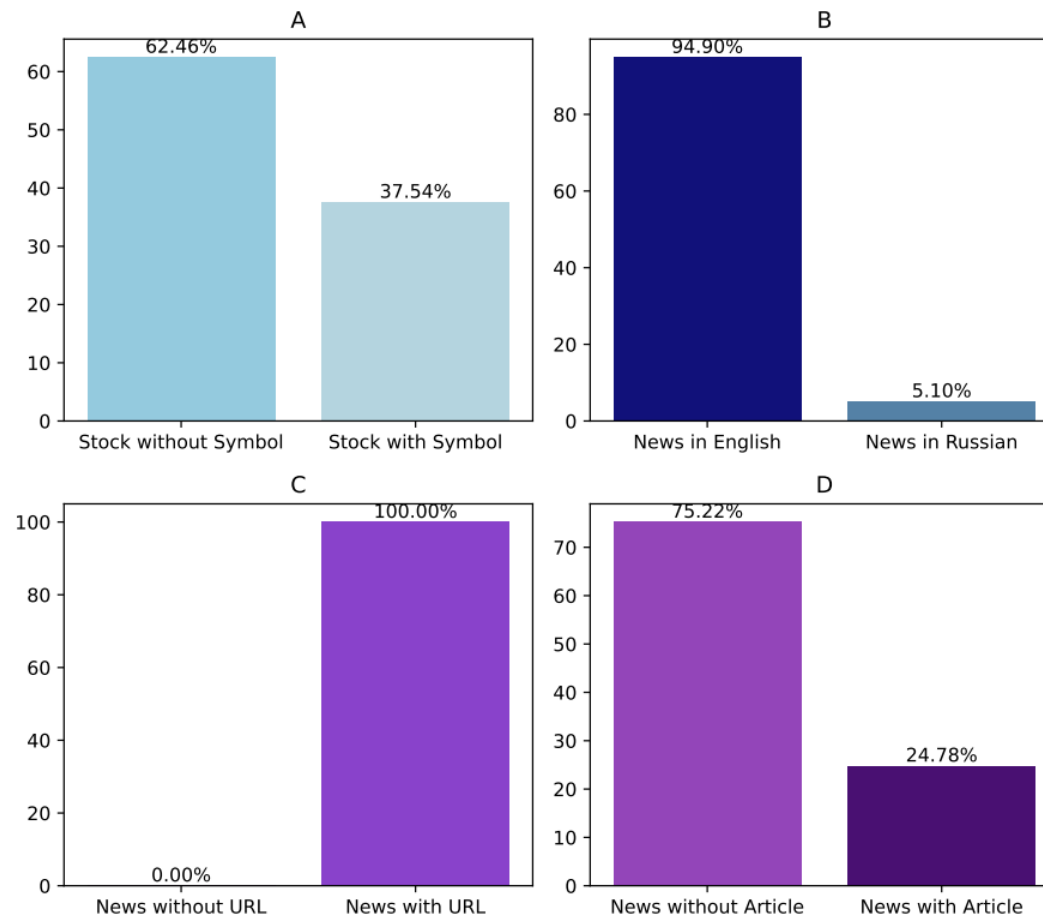 A
62.46%
37.54%
60
50
40
30
20
10
0
Stock without Symbol
Stock with Symbol
B
94.90%
5.10%
80
60
40
20
0
News in English
News in Russian
C
0.00%
100.00%
100
80
60
40
20
0
News without URL
News with URL
D
75.22%
24.78%
70
60
50
40
30
20
10
0
News without Article
News with Article